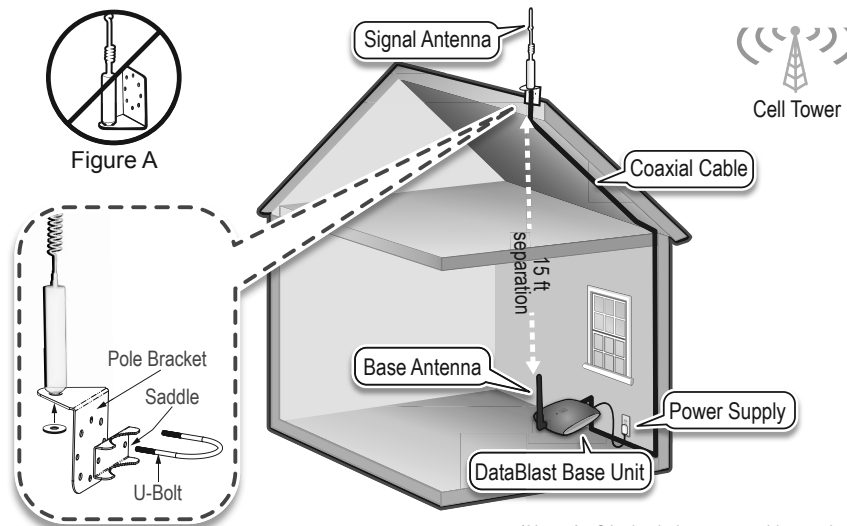 Signal Antenna
Cell Tower
Figure A
Coaxial Cable
15 ft
separation
Pole Bracket
Base Antenna
Saddle
Power Supply
DataBlast Base Unit
U-Bolt